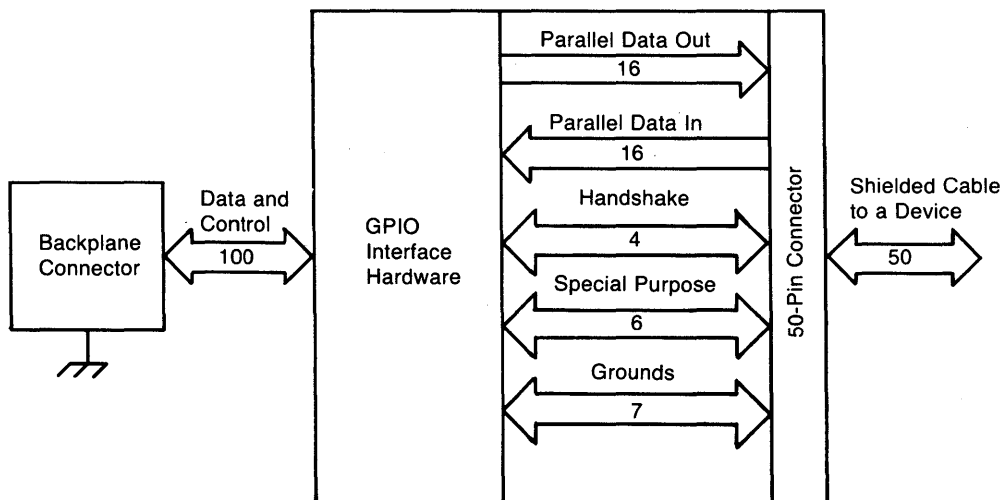 Parallel Data Out
16
Parallel Data In
16
Handshake
4
Special Purpose
6
Grounds
7
Backplane
Connector
Data and
Control
100
GPIO
Interface
Hardware
50-Pin Connector
Shielded Cable
to a Device
50